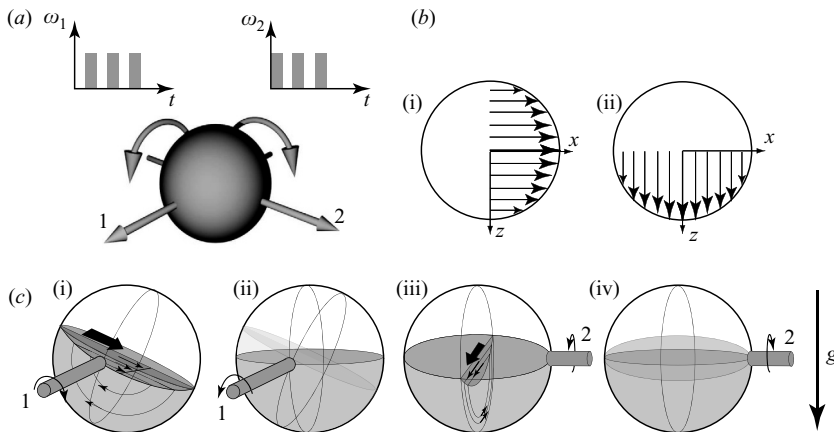 (a)
ω1
ω2
t
t
1
2
(b)
(i)
(ii)
x
z
x
z
(c)
(i)
(ii)
(iii)
(iv)
1
1
2
2
g